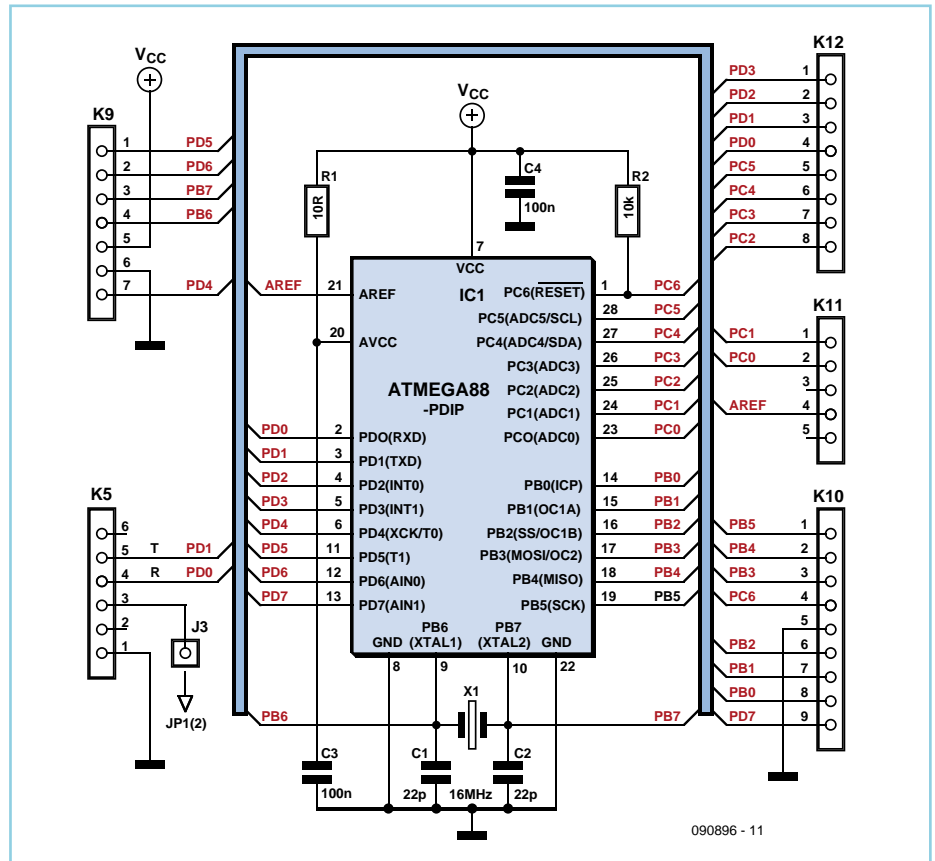 K12
VCC
PD3 1
PD2 2
PD1 3
PD0 4
PC5 5
PC4 6
PC3 7
PC2 8
K9
1 PD5
2 PD6
3 PB7
4 PB6
5
6
7 PD4
VCC
R1
10R
C4
100n
R2
10k
7
VCC
IC1
ATMEGA88
-PDIP
AREF 21 AREF
20 AVCC
PD0 2 PDO(RXD)
PD1 3 PD1(TXD)
PD2 4 PD2(INT0)
PD3 5 PD3(INT1)
PD4 6 PD4(XCK/T0)
PD5 11 PD5(T1)
PD6 12 PD6(AIN0)
PD7 13 PD7(AIN1)
PC6(RESET) 1 PC6
PC5(ADC5/SCL) 28 PC5
PC4(ADC4/SDA) 27 PC4
PC3(ADC3) 26 PC3
PC2(ADC2) 25 PC2
PC1(ADC1) 24 PC1
PCO(ADC0) 23 PC0
PB0(ICP) 14 PB0
PB1(OC1A) 15 PB1
PB2(SS/OC1B) 16 PB2
PB3(MOSI/OC2) 17 PB3
PB4(MISO) 18 PB4
PB5(SCK) 19 PB5
GND
PB6
(XTAL1)
PB7
(XTAL2)
GND
8 9 10 22
K11
PC1 1
PC0 2
3
AREF 4
5
K5
6
5 T PD1
4 R PD0
3
2
1
J3
JP1(2)
K10
PB5 1
PB4 2
PB3 3
PC6 4
5
PB2 6
PB1 7
PB0 8
PD7 9
PB6
X1
PB7
C3
100n
C1
22p
16MHz
C2
22p
090896 - 11